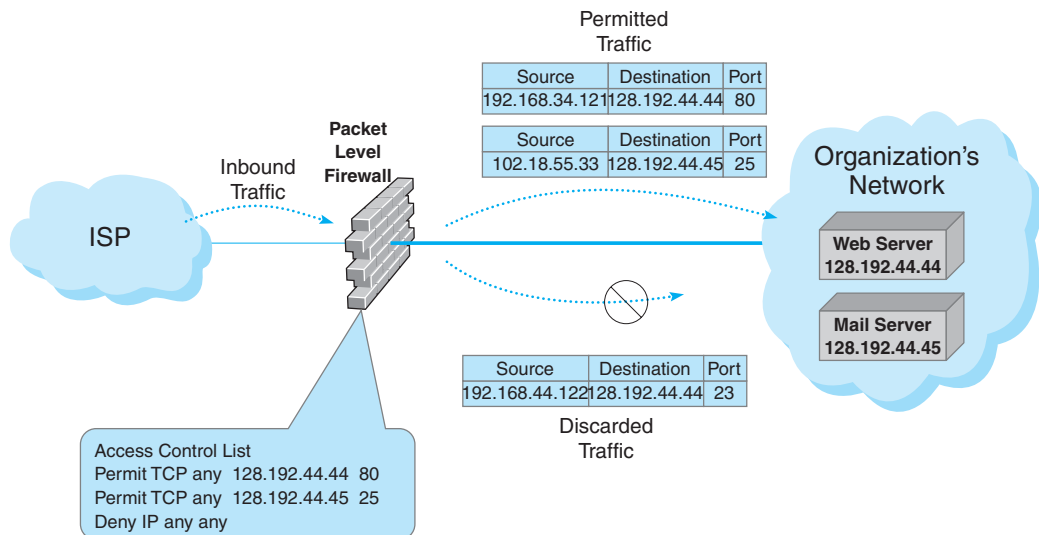 Permitted
Traffic
Source Destination Port
192.168.34.121 128.192.44.44 80
Source Destination Port
102.18.55.33 128.192.44.45 25
Packet
Level
Firewall
Inbound
Traffic
ISP
Organization's
Network
Web Server
128.192.44.44
Mail Server
128.192.44.45
Source Destination Port
192.168.44.122 128.192.44.44 23
Discarded
Traffic
Access Control List
Permit TCP any 128.192.44.44 80
Permit TCP any 128.192.44.45 25
Deny IP any any